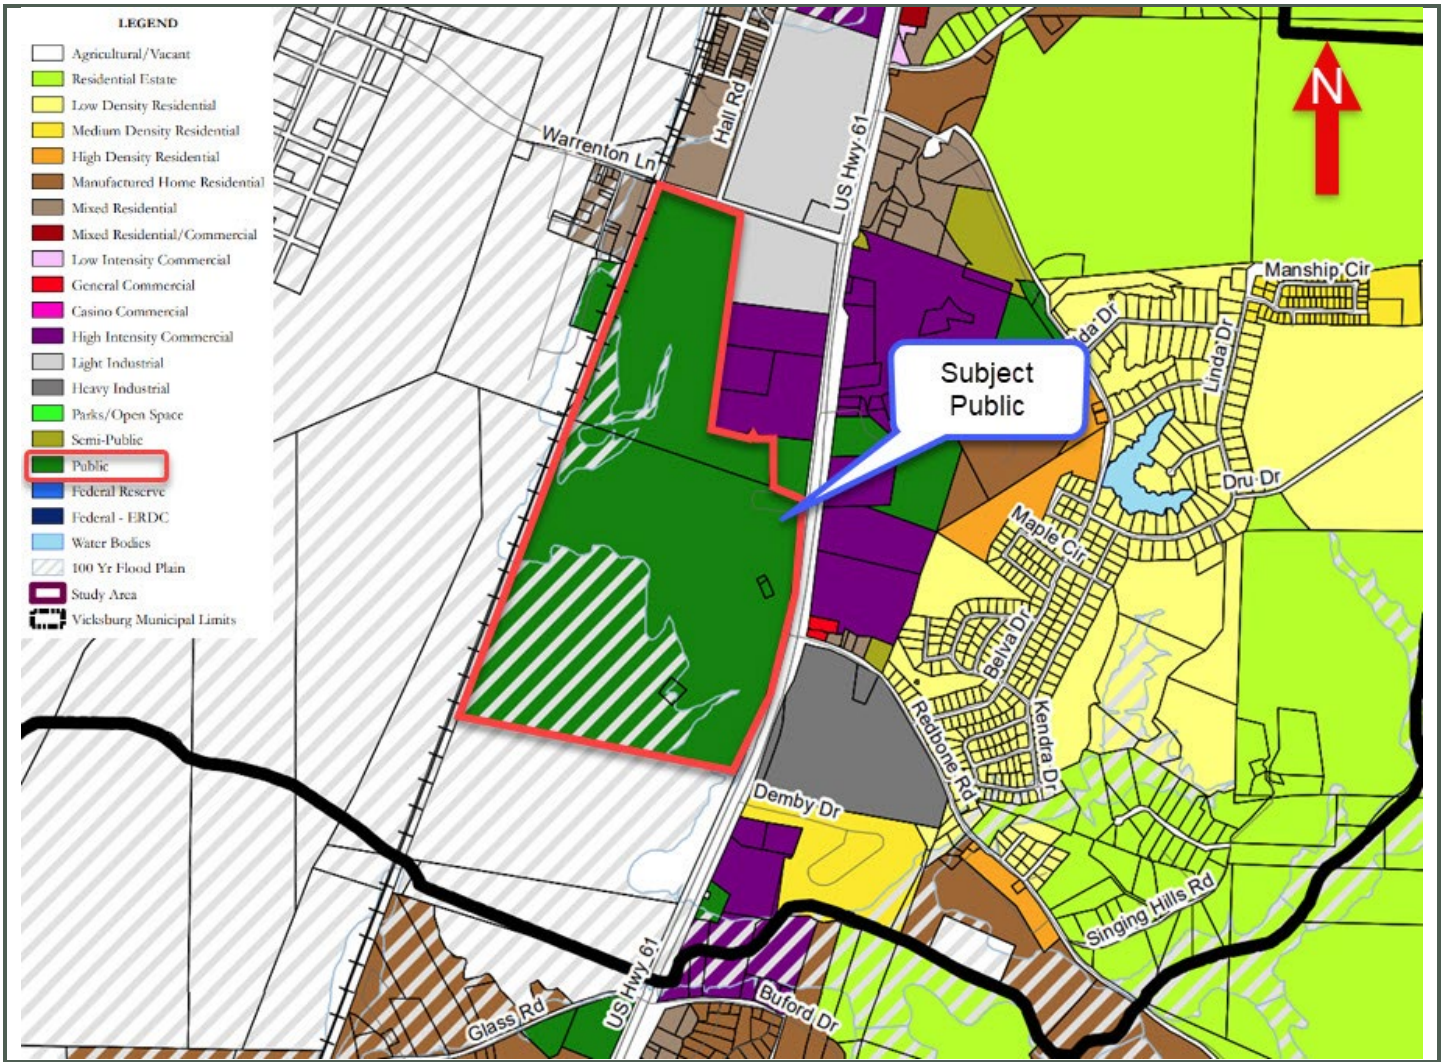 LEGEND
Agricultural/Vacant
Residential Estate
Low Density Residential
Medium Density Residential
High Density Residential
Manufactured Home Residential
Mixed Residential
Mixed Residential/Commercial
Low Intensity Commercial
General Commercial
Casino Commercial
High Intensity Commercial
Light Industrial
Heavy Industrial
Parks/Open Space
Semi-Public
Public
Federal Reserve
Federal - ERDC
Water Bodies
100 Yr Flood Plain
Study Area
Vicksburg Municipal Limits
N
Hall Rd
Warrenton Ln
US Hwy 61
Manship Cir
da Dr
Linda Dr
Subject
Public
Dru Dr
Maple Cir
Belva Dr
Redbone Rd
Kendra Dr
Demby Dr
Singing Hills Rd
US Hwy 61
Glass Rd
Buford Dr